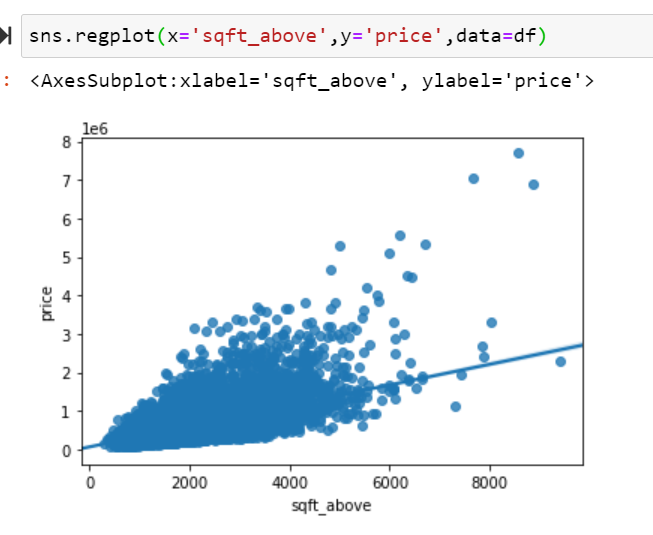 sns.regplot(x='sqft_above',y='price',data=df)
: <AxesSubplot:xlabel='sqft_above', ylabel='price'>
1e6
8
7
6
5
4
3
2
1
0
price
0 2000 4000 6000 8000
sqft_above